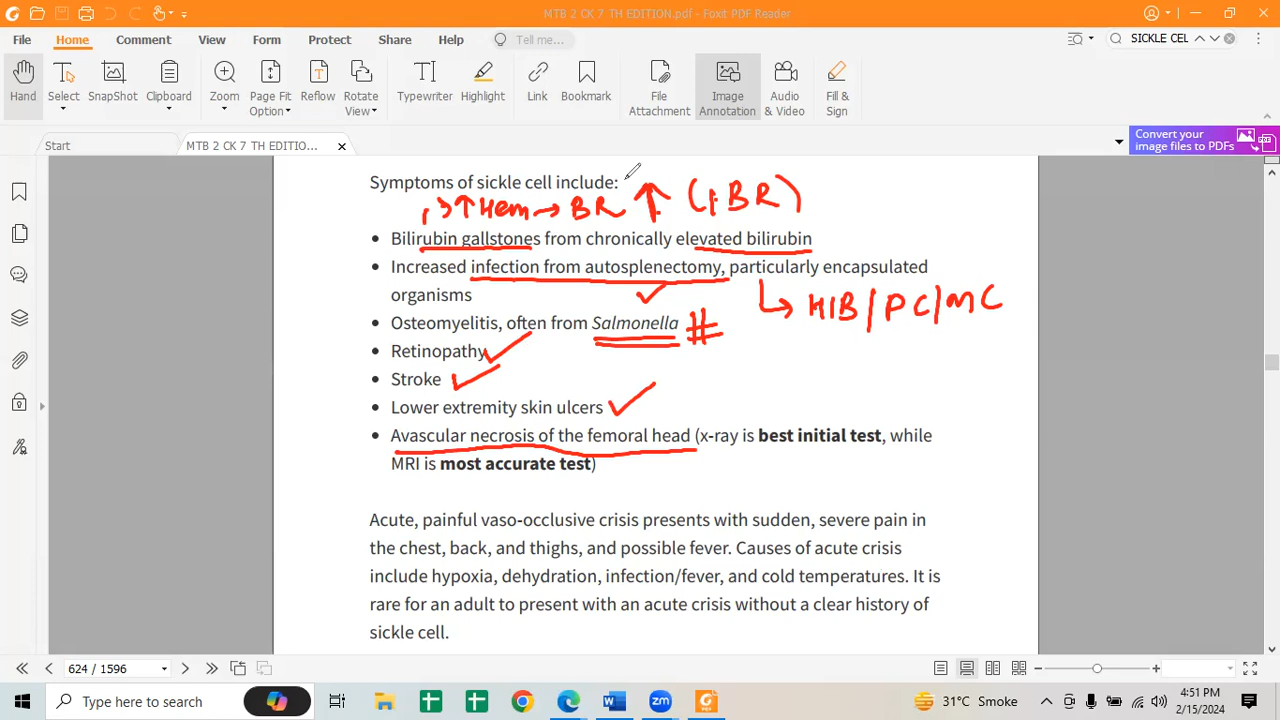 MTB 2 CK 7 TH EDITION.pdf - Foxit PDF Reader
File Home Comment View Form Protect Share Help Tell me... SICKLE CEL
Hand Select SnapShot Clipboard Zoom Page Fit Option Reflow Rotate View Typewriter Highlight Link Bookmark File Attachment Image Annotation Audio & Video Fill & Sign
Start MTB 2 CK 7 TH EDITIO... Convert your image files to PDFs
Symptoms of sickle cell include:
↑Hem → BR ↑ (BR)
• Bilirubin gallstones from chronically elevated bilirubin
• Increased infection from autosplenectomy, particularly encapsulated
organisms
HIB/PC/MC
• Osteomyelitis, often from Salmonella #
• Retinopathy
• Stroke
• Lower extremity skin ulcers
• Avascular necrosis of the femoral head (x-ray is best initial test, while
MRI is most accurate test)
Acute, painful vaso-occlusive crisis presents with sudden, severe pain in
the chest, back, and thighs, and possible fever. Causes of acute crisis
include hypoxia, dehydration, infection/fever, and cold temperatures. It is
rare for an adult to present with an acute crisis without a clear history of
sickle cell.
624 / 1596
Type here to search 31°C Smoke 4:51 PM
2/15/2024